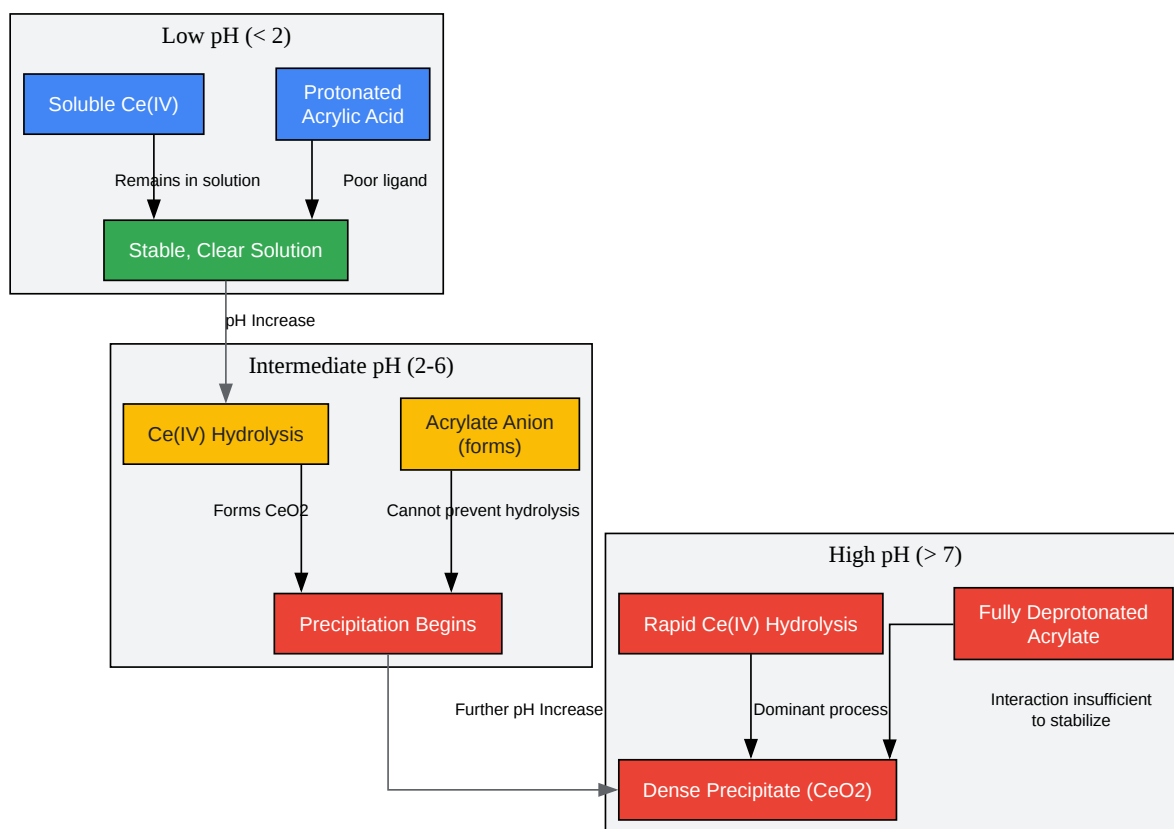 Low pH (< 2)
Soluble Ce(IV)
Protonated
Acrylic Acid
Remains in solution
Poor ligand
Stable, Clear Solution
pH Increase
Intermediate pH (2-6)
Ce(IV) Hydrolysis
Acrylate Anion
(forms)
Forms CeO2
Cannot prevent hydrolysis
Precipitation Begins
Further pH Increase
High pH (> 7)
Rapid Ce(IV) Hydrolysis
Fully Deprotonated
Acrylate
Dominant process
Interaction insufficient
to stabilize
Dense Precipitate (CeO2)